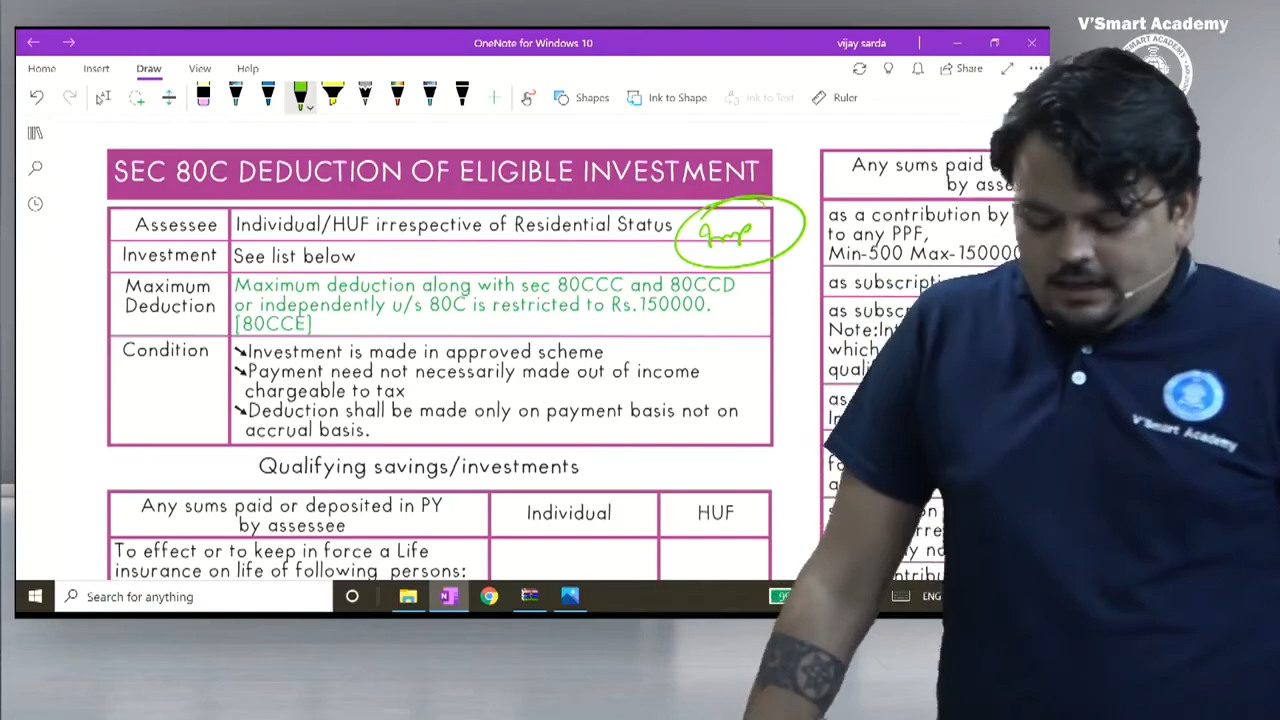 V'Smart Academy
OneNote for Windows 10
vijay sarda
Home
Insert
Draw
View
Help
Share
Shapes
Ink to Shape
Ink to Text
Ruler
SEC 80C DEDUCTION OF ELIGIBLE INVESTMENT
Assessee
Individual/HUF irrespective of Residential Status
Imp
Investment
See list below
Maximum Deduction
Maximum deduction along with sec 80CCC and 80CCD
or independently u/s 80C is restricted to Rs.150000.
[80CCE]
Condition
↘Investment is made in approved scheme
↘Payment need not necessarily made out of income
chargeable to tax
↘Deduction shall be made only on payment basis not on
accrual basis.
Qualifying savings/investments
Any sums paid or deposited in PY
by assessee
Individual
HUF
To effect or to keep in force a Life
insurance on life of following persons:
Any sums paid
by asse
as a contribution by
to any PPF,
Min-500 Max-150000
as subscripti
as subsc
Note:Int
which
quali
as
In
Search for anything
ENG
V'Smart Academy